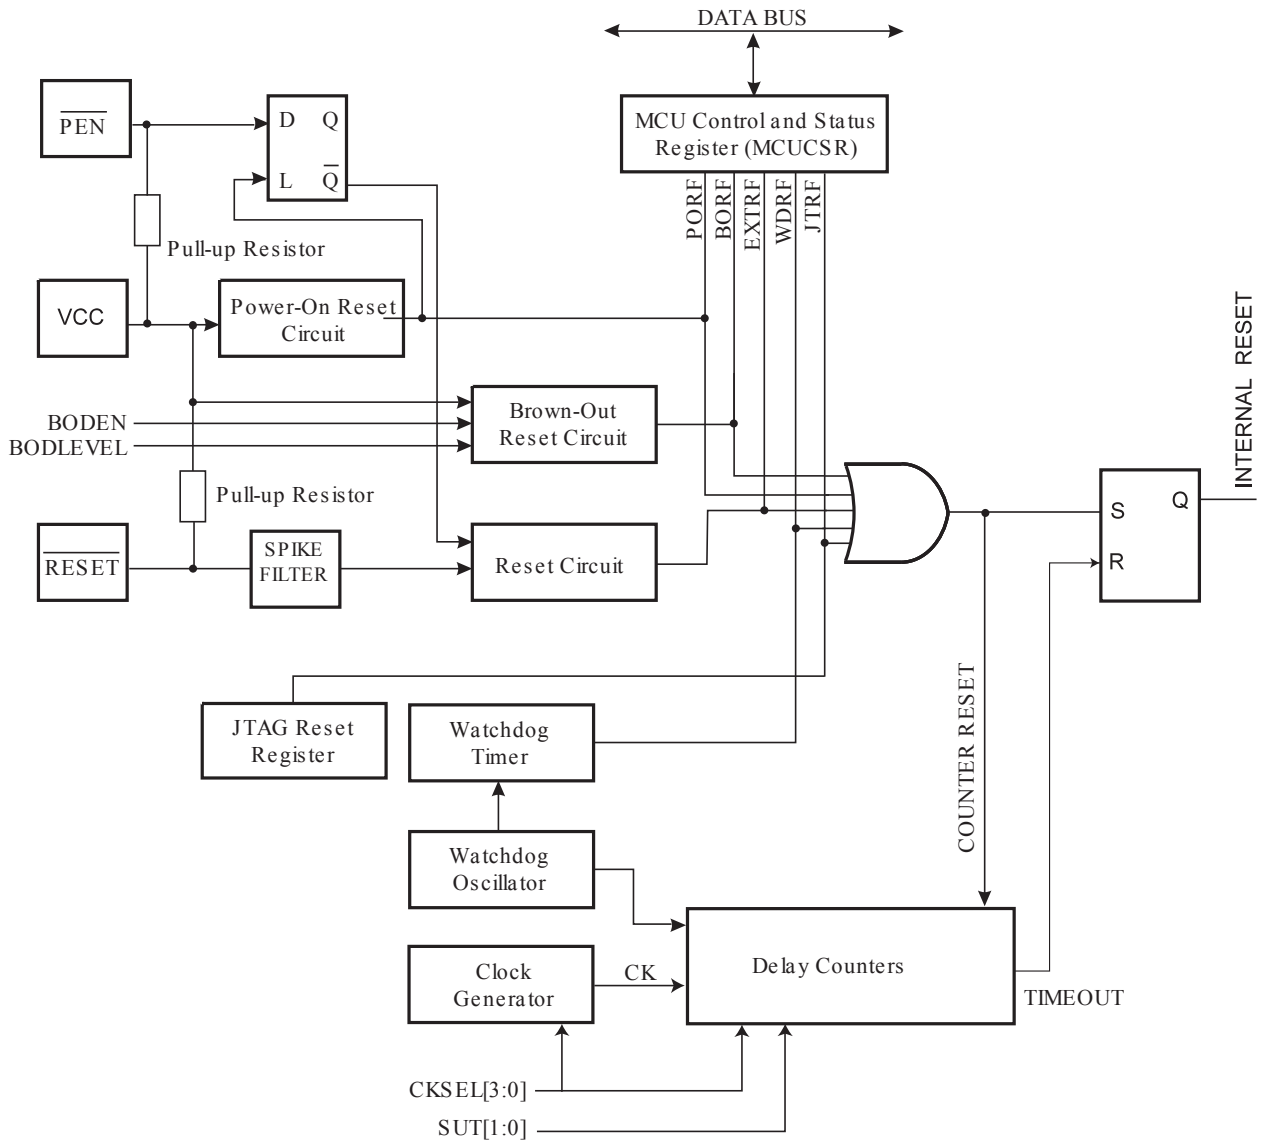 DATA BUS
PEN
D Q
L Q
MCU Control and Status
Register (MCUCSR)
PORF
BORF
EXTRF
WDRF
JTRF
Pull-up Resistor
VCC
Power-On Reset
Circuit
BODEN
BODLEVEL
Brown-Out
Reset Circuit
Pull-up Resistor
RESET
SPIKE
FILTER
Reset Circuit
S Q
R
INTERNAL RESET
JTAG Reset
Register
Watchdog
Timer
COUNTER RESET
Watchdog
Oscillator
Clock
Generator
CK
Delay Counters
TIMEOUT
CKSEL[3:0]
SUT[1:0]